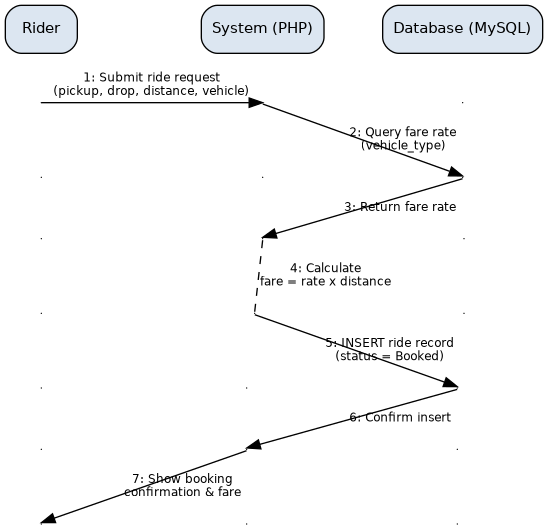 Rider
System (PHP)
Database (MySQL)
1: Submit ride request
(pickup, drop, distance, vehicle)
2: Query fare rate
(vehicle_type)
3: Return fare rate
4: Calculate
fare = rate x distance
5: INSERT ride record
(status = Booked)
6: Confirm insert
7: Show booking
confirmation & fare